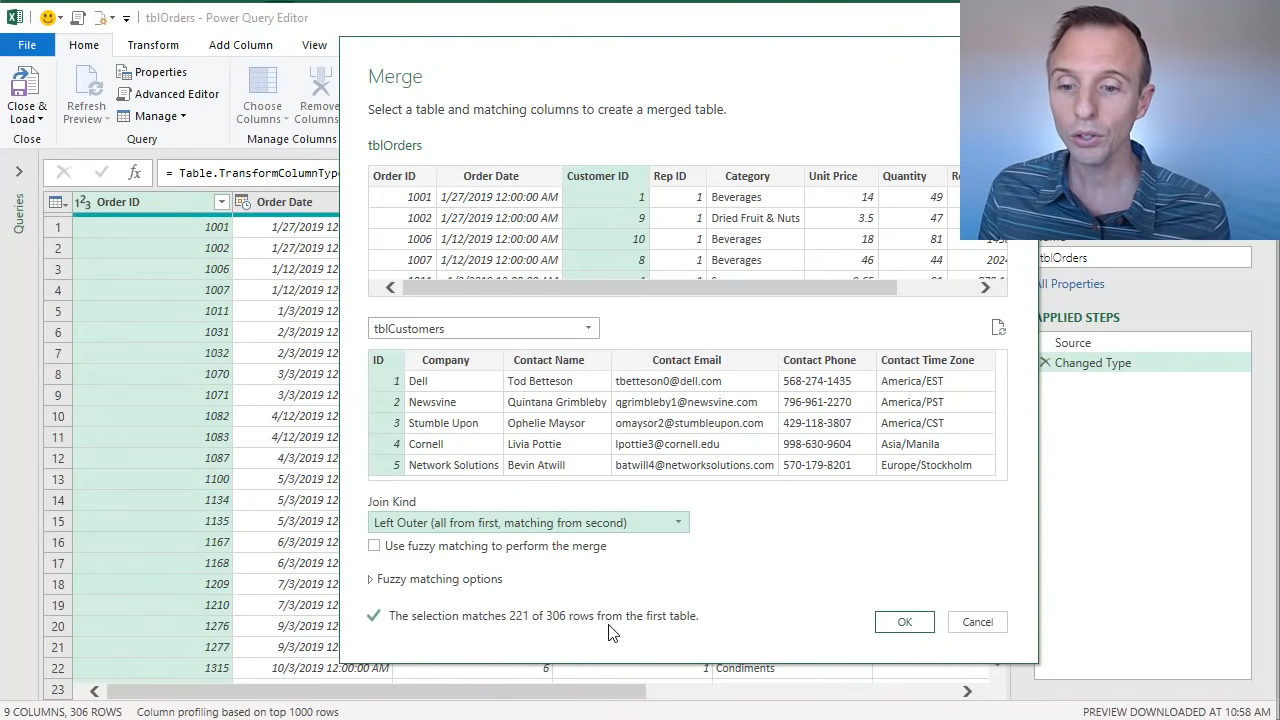 tblOrders - Power Query Editor
File
Home
Transform
Add Column
View
Close &
Load
Close
Refresh
Preview
Properties
Advanced Editor
Manage
Query
Choose
Columns
Remove
Columns
Manage Columns
fx
= Table.TransformColumnType
Queries
1²3 Order ID
Order Date
1 1001 1/27/2019 12
2 1002 1/27/2019 12
3 1006 1/12/2019 12:
4 1007 1/12/2019 12:
5 1011 1/3/2019 12:
6 1031 2/3/2019 12:
7 1032 2/3/2019 12:
8 1070 3/3/2019 12:
9 1071 3/3/2019 12:
10 1082 4/12/2019 12:
11 1083 4/12/2019 12:
12 1087 4/3/2019 12:
13 1100 5/3/2019 12:
14 1134 5/3/2019 12:
15 1135 5/3/2019 12:
16 1167 6/3/2019 12:
17 1168 6/3/2019 12:
18 1209 7/3/2019 12:
19 1210 7/3/2019 12:
20 1276 9/3/2019 12:
21 1277 9/3/2019 12:
22 1315 10/3/2019 12:00:00 AM 6 1 Condiments
23
Merge
Select a table and matching columns to create a merged table.
tblOrders
Order ID Order Date Customer ID Rep ID Category Unit Price Quantity Re
1001 1/27/2019 12:00:00 AM 1 1 Beverages 14 49
1002 1/27/2019 12:00:00 AM 9 1 Dried Fruit & Nuts 3.5 47
1006 1/12/2019 12:00:00 AM 10 1 Beverages 18 81
1007 1/12/2019 12:00:00 AM 8 1 Beverages 46 44 2024
tblCustomers
ID Company Contact Name Contact Email Contact Phone Contact Time Zone
1 Dell Tod Betteson tbetteson0@dell.com 568-274-1435 America/EST
2 Newsvine Quintana Grimbleby qgrimbleby1@newsvine.com 796-961-2270 America/PST
3 Stumble Upon Ophelie Maysor omaysor2@stumbleupon.com 429-118-3807 America/CST
4 Cornell Livia Pottie lpottie3@cornell.edu 998-630-9604 Asia/Manila
5 Network Solutions Bevin Atwill batwill4@networksolutions.com 570-179-8201 Europe/Stockholm
Join Kind
Left Outer (all from first, matching from second)
Use fuzzy matching to perform the merge
Fuzzy matching options
The selection matches 221 of 306 rows from the first table.
OK
Cancel
tblOrders
All Properties
APPLIED STEPS
Source
Changed Type
9 COLUMNS, 306 ROWS
Column profiling based on top 1000 rows
PREVIEW DOWNLOADED AT 10:58 AM